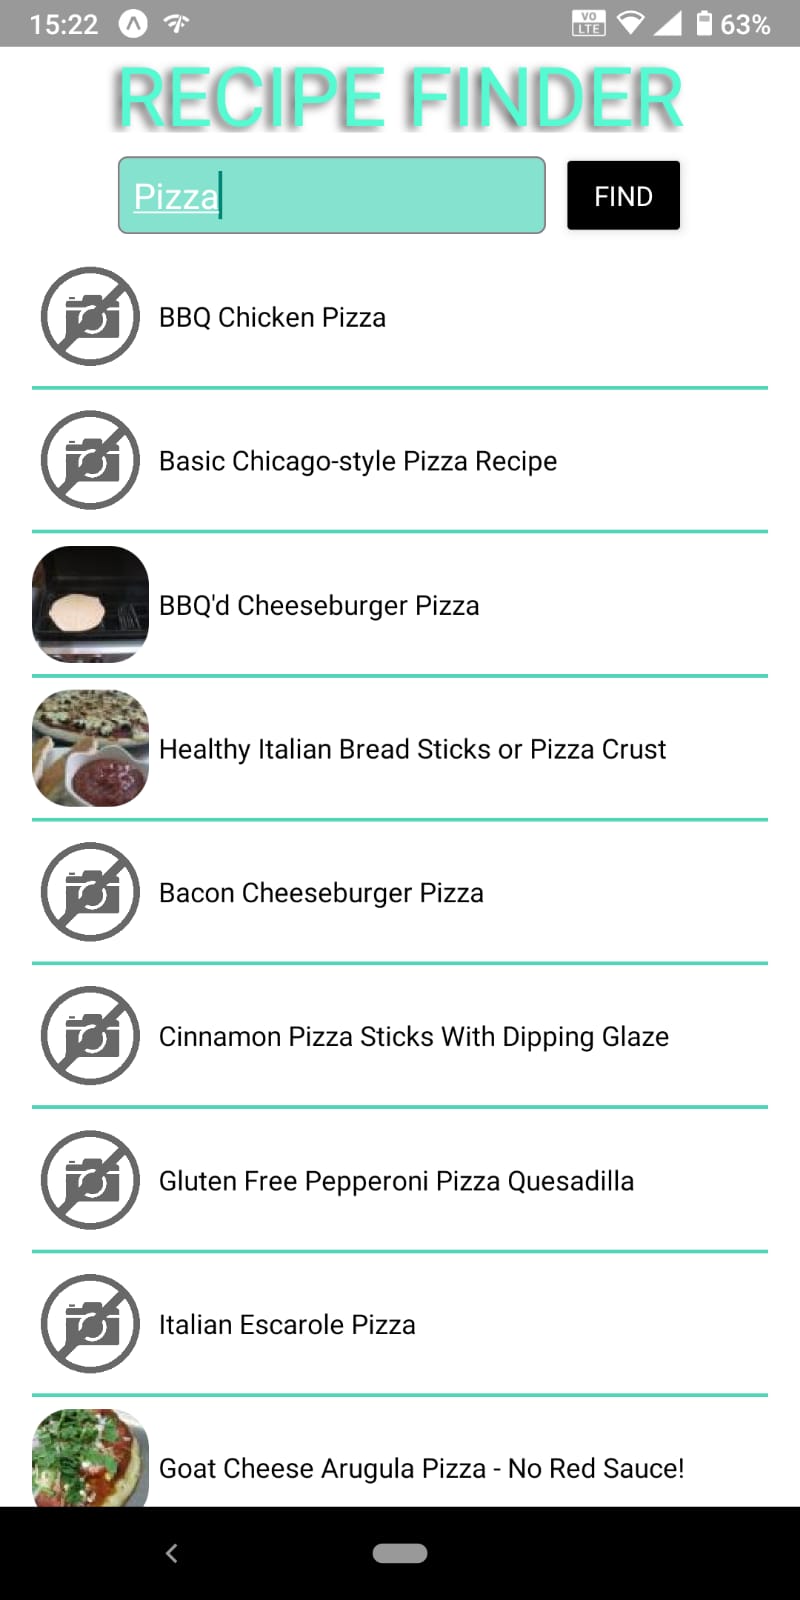 15:22 VO LTE 63%
RECIPE FINDER
Pizza FIND
BBQ Chicken Pizza
Basic Chicago-style Pizza Recipe
BBQ'd Cheeseburger Pizza
Healthy Italian Bread Sticks or Pizza Crust
Bacon Cheeseburger Pizza
Cinnamon Pizza Sticks With Dipping Glaze
Gluten Free Pepperoni Pizza Quesadilla
Italian Escarole Pizza
Goat Cheese Arugula Pizza - No Red Sauce!